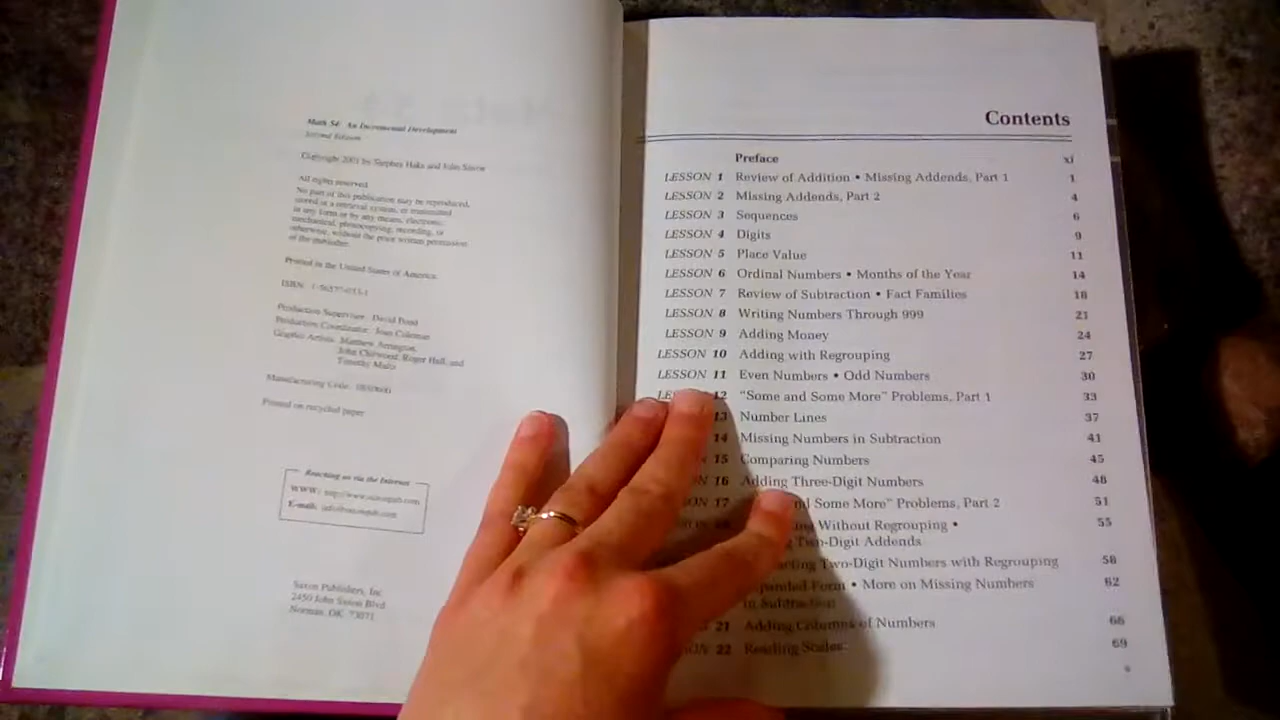 Math 54: An Incremental Development
Second Edition
Copyright 2001 by Stephen Hake and John Saxon
All rights reserved.
No part of this publication may be reproduced,
stored in a retrieval system, or transmitted
in any form or by any means, electronic,
mechanical, photocopying, recording, or
otherwise, without the prior written permission
of the publisher.
Printed in the United States of America.
ISBN:
Production Supervisor: David Pond
Production Coordinator: Joan Coleman
Graphic Artists: Matthew Arrington,
John Chitwood, Roger Hall, and
Timothy Maltz
Manufacturing Code:
Printed on recycled paper
Reaching us via the Internet
WWW: http://www.saxonpub.com
E-mail: info@saxonpub.com
Saxon Publishers, Inc.
2450 John Saxon Blvd.
Norman, OK 73071
Contents
Preface xi
LESSON 1 Review of Addition • Missing Addends, Part 1 1
LESSON 2 Missing Addends, Part 2 4
LESSON 3 Sequences 6
LESSON 4 Digits 9
LESSON 5 Place Value 11
LESSON 6 Ordinal Numbers • Months of the Year 14
LESSON 7 Review of Subtraction • Fact Families 18
LESSON 8 Writing Numbers Through 999 21
LESSON 9 Adding Money 24
LESSON 10 Adding with Regrouping 27
LESSON 11 Even Numbers • Odd Numbers 30
12 "Some and Some More" Problems, Part 1 33
13 Number Lines 37
14 Missing Numbers in Subtraction 41
15 Comparing Numbers 45
16 Adding Three-Digit Numbers 48
17 Some More" Problems, Part 2 51
Without Regrouping • 55
Two-Digit Addends
Two-Digit Numbers with Regrouping 58
Expanded Form • More on Missing Numbers 62
in Subtraction
21 Adding Columns of Numbers 66
22 Reading Scales 69